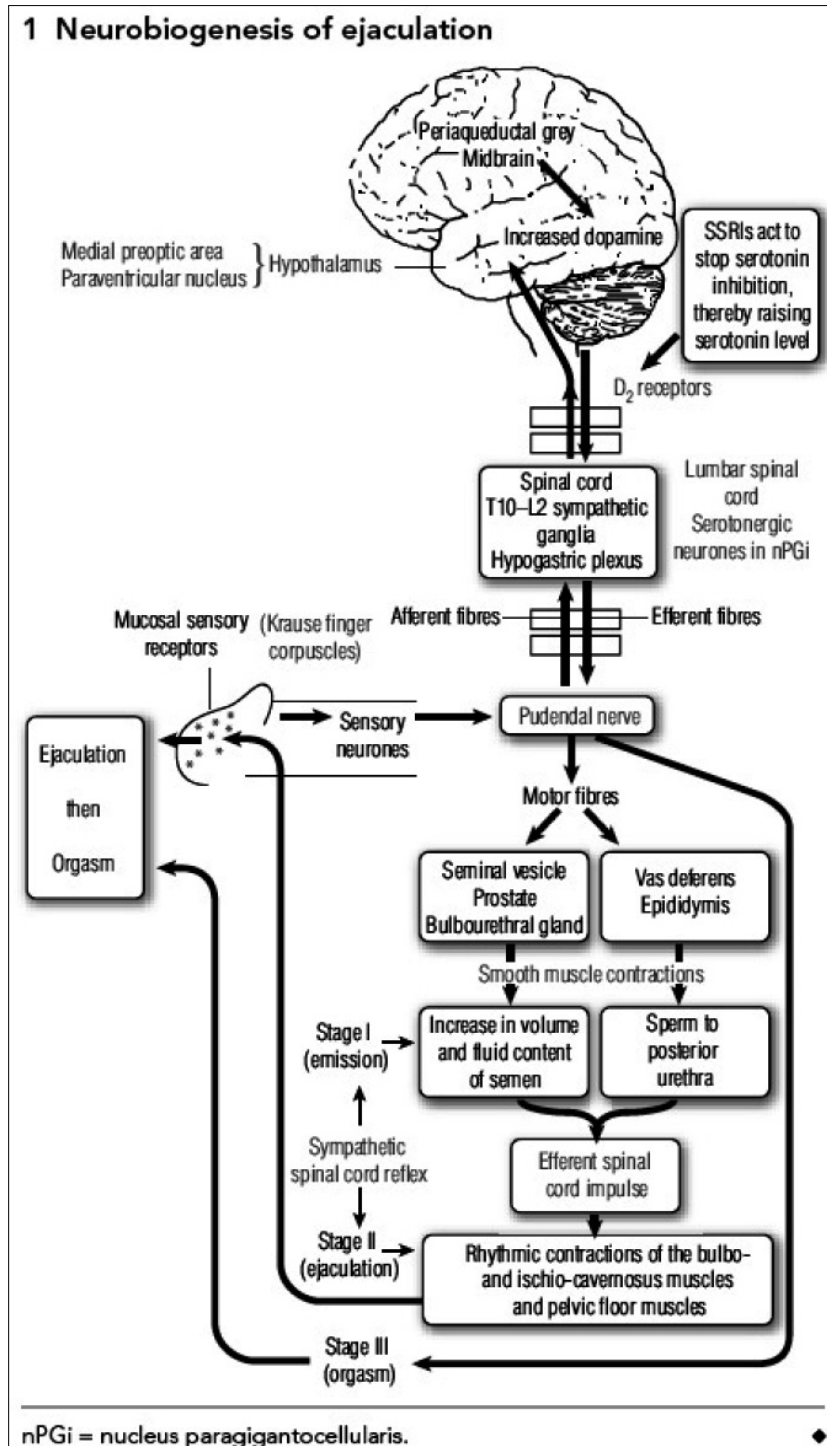 1 Neurobiogenesis of ejaculation
Periaqueductal grey
Midbrain
Increased dopamine
Medial preoptic area
Paraventricular nucleus
} Hypothalamus
SSRIs act to
stop serotonin
inhibition,
thereby raising
serotonin level
D₂ receptors
Spinal cord
T10–L2 sympathetic
ganglia
Hypogastric plexus
Lumbar spinal
cord
Serotonergic
neurones in nPGi
Afferent fibres
Efferent fibres
Mucosal sensory
receptors
(Krause finger
corpuscles)
Sensory
neurones
Pudendal nerve
Ejaculation
then
Orgasm
Motor fibres
Seminal vesicle
Prostate
Bulbourethral gland
Vas deferens
Epididymis
Smooth muscle contractions
Stage I
(emission)
Increase in volume
and fluid content
of semen
Sperm to
posterior
urethra
Sympathetic
spinal cord reflex
Efferent spinal
cord impulse
Stage II
(ejaculation)
Rhythmic contractions of the bulbo-
and ischio-cavernosus muscles
and pelvic floor muscles
Stage III
(orgasm)
nPGi = nucleus paragigantocellularis. ◆